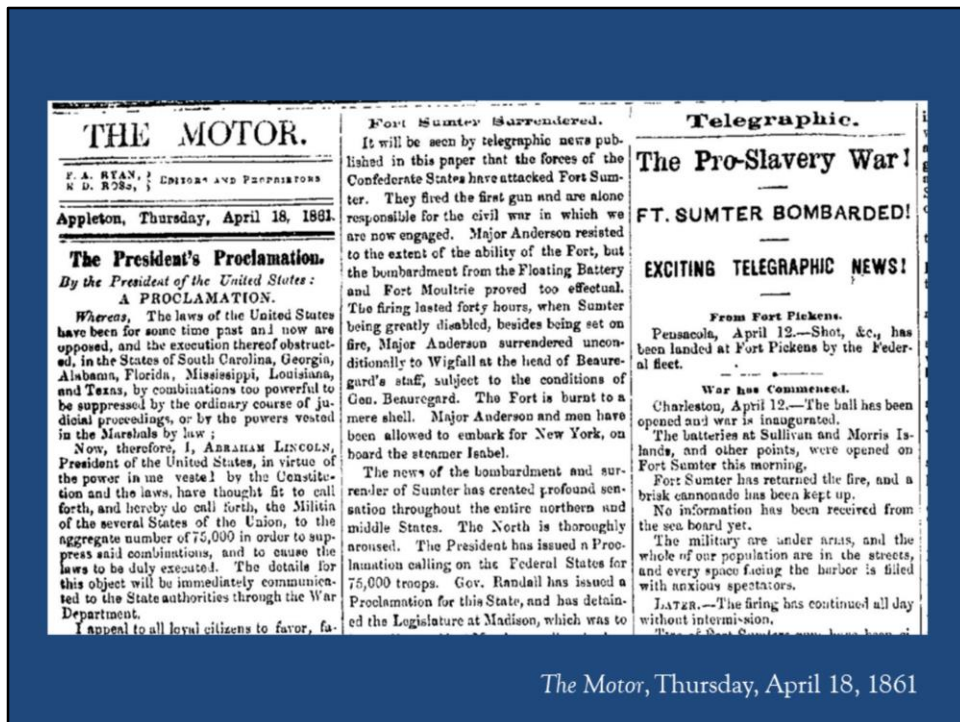 THE MOTOR.
F. A. RYAN, }
R. D. ROSS, } EDITORS AND PROPRIETORS
Appleton, Thursday, April 18, 1861.
The President's Proclamation.
By the President of the United States:
A PROCLAMATION.
Whereas, The laws of the United States
have been for some time past and now are
opposed, and the execution thereof obstruct-
ed, in the States of South Carolina, Georgia,
Alabama, Florida, Mississippi, Louisiana,
and Texas, by combinations too powerful to
be suppressed by the ordinary course of ju-
dicial proceedings, or by the powers vested
in the Marshals by law;
Now, therefore, I, ABRAHAM LINCOLN,
President of the United States, in virtue of
the power in me vested by the Constitu-
tion and the laws, have thought fit to call
forth, and hereby do call forth, the Militia
of the several States of the Union, to the
aggregate number of 75,000 in order to sup-
press said combinations, and to cause the
laws to be duly executed. The details for
this object will be immediately communica-
ted to the State authorities through the War
Department.
I appeal to all loyal citizens to favor, fa-
Fort Sumter Surrendered.
It will be seen by telegraphic news pub-
lished in this paper that the forces of the
Confederate States have attacked Fort Sum-
ter. They fired the first gun and are alone
responsible for the civil war in which we
are now engaged. Major Anderson resisted
to the extent of the ability of the Fort, but
the bombardment from the Floating Battery
and Fort Moultrie proved too effectual.
The firing lasted forty hours, when Sumter
being greatly disabled, besides being set on
fire, Major Anderson surrendered uncon-
ditionally to Wigfall at the head of Beaure-
gard's staff, subject to the conditions of
Gen. Beauregard. The Fort is burnt to a
mere shell. Major Anderson and men have
been allowed to embark for New York, on
board the steamer Isabel.
The news of the bombardment and sur-
render of Sumter has created profound sen-
sation throughout the entire northern and
middle States. The North is thoroughly
aroused. The President has issued a Proc-
lamation calling on the Federal States for
75,000 troops. Gov. Randall has issued a
Proclamation for this State, and has detain-
ed the Legislature at Madison, which was to
Telegraphic.
The Pro-Slavery War!
FT. SUMTER BOMBARDED!
EXCITING TELEGRAPHIC NEWS!
From Fort Pickens.
Pensacola, April 12.—Shot, &c., has
been landed at Fort Pickens by the Feder-
al fleet.
War has Commenced.
Charleston, April 12.—The ball has been
opened and war is inaugurated.
The batteries at Sullivan and Morris Is-
lands, and other points, were opened on
Fort Sumter this morning.
Fort Sumter has returned the fire, and a
brisk cannonade has been kept up.
No information has been received from
the sea board yet.
The military are under arms, and the
whole of our population are in the streets,
and every space facing the harbor is filled
with anxious spectators.
LATER.—The firing has continued all day
without intermission.
The Motor, Thursday, April 18, 1861